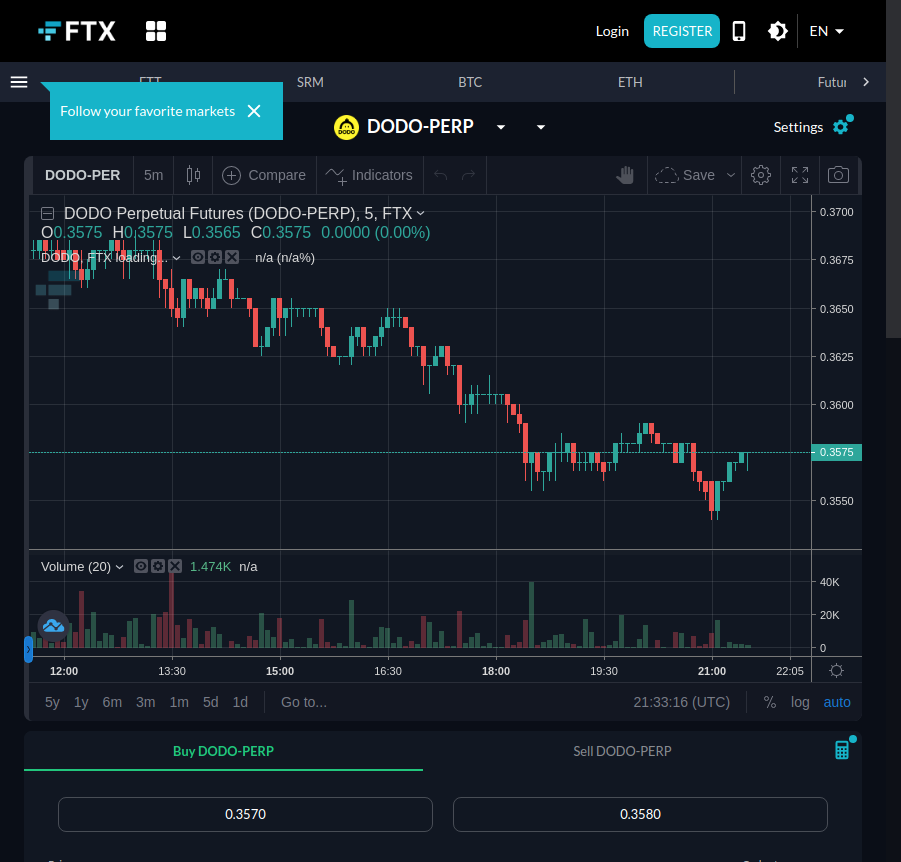 FTX
Login
REGISTER
EN
FTT
SRM
BTC
ETH
Futur
Follow your favorite markets
DODO
DODO-PERP
Settings
DODO-PER
5m
Compare
Indicators
Save
DODO Perpetual Futures (DODO-PERP), 5, FTX
O0.3575 H0.3575 L0.3565 C0.3575 0.0000 (0.00%)
DODO, FTX loading... n/a (n/a%)
0.3700
0.3675
0.3650
0.3625
0.3600
0.3575
0.3550
Volume (20) 1.474K n/a
40K
20K
0
12:00 13:30 15:00 16:30 18:00 19:30 21:00 22:05
5y 1y 6m 3m 1m 5d 1d Go to... 21:33:16 (UTC) % log auto
Buy DODO-PERP
Sell DODO-PERP
0.3570
0.3580